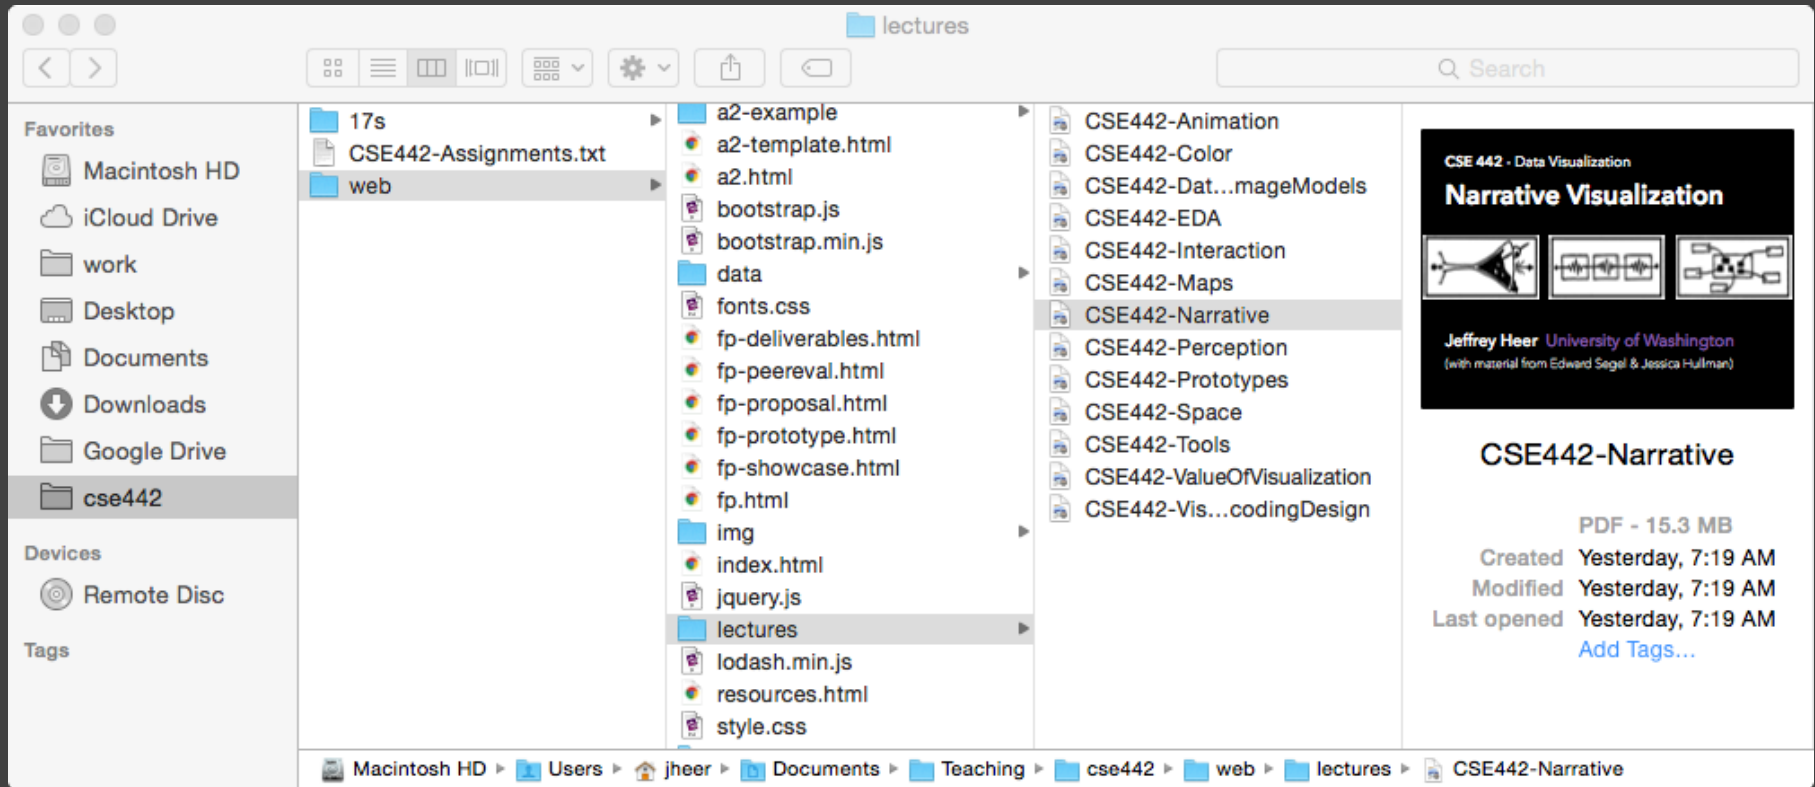 lectures
Search
Favorites
Macintosh HD
iCloud Drive
work
Desktop
Documents
Downloads
Google Drive
cse442
Devices
Remote Disc
Tags
17s
CSE442-Assignments.txt
web
a2-example
a2-template.html
a2.html
bootstrap.js
bootstrap.min.js
data
fonts.css
fp-deliverables.html
fp-peereval.html
fp-proposal.html
fp-prototype.html
fp-showcase.html
fp.html
img
index.html
jquery.js
lectures
lodash.min.js
resources.html
style.css
CSE442-Animation
CSE442-Color
CSE442-Dat...mageModels
CSE442-EDA
CSE442-Interaction
CSE442-Maps
CSE442-Narrative
CSE442-Perception
CSE442-Prototypes
CSE442-Space
CSE442-Tools
CSE442-ValueOfVisualization
CSE442-Vis...codingDesign
CSE 442 - Data Visualization
Narrative Visualization
Jeffrey Heer University of Washington
(with material from Edward Segel & Jessica Hullman)
CSE442-Narrative
PDF - 15.3 MB
Created Yesterday, 7:19 AM
Modified Yesterday, 7:19 AM
Last opened Yesterday, 7:19 AM
Add Tags...
Macintosh HD Users jheer Documents Teaching cse442 web lectures CSE442-Narrative